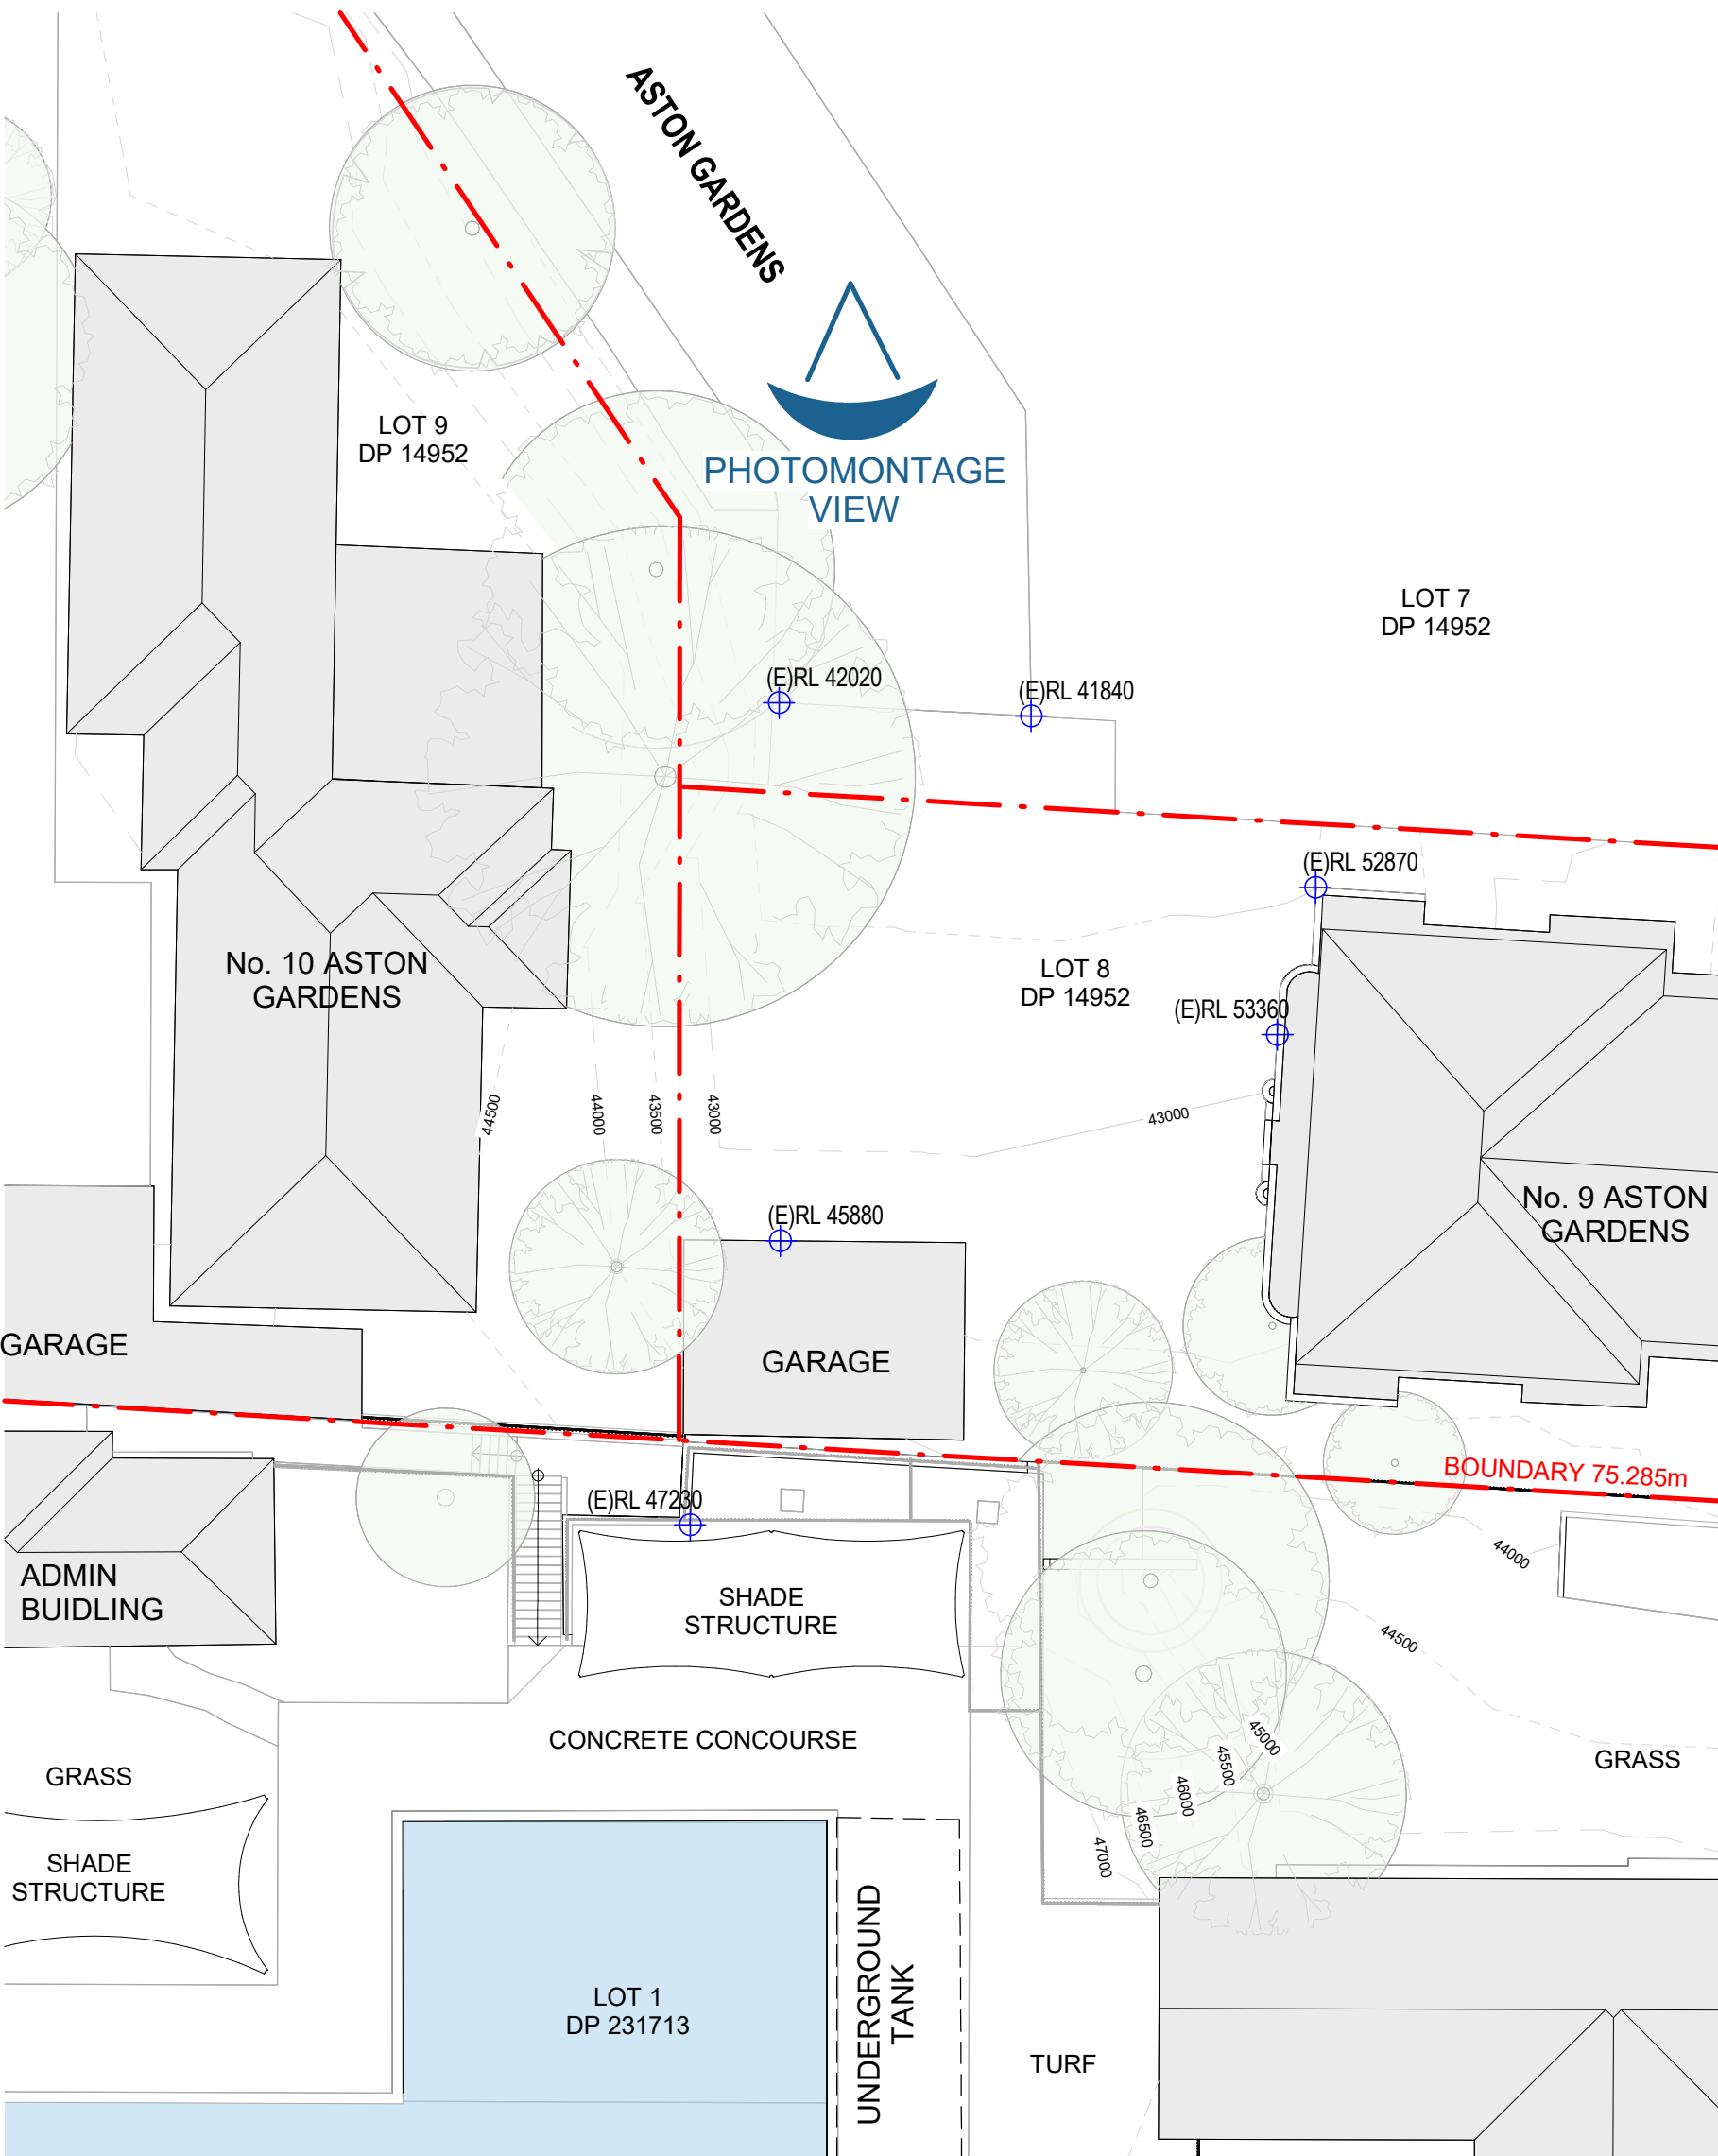 ASTON GARDENS
PHOTOMONTAGE
VIEW
LOT 9
DP 14952
LOT 7
DP 14952
(E)RL 42020
(E)RL 41840
(E)RL 52870
No. 10 ASTON
GARDENS
LOT 8
DP 14952
(E)RL 53360
44500
44000
43500
43000
43000
No. 9 ASTON
GARDENS
(E)RL 45880
GARAGE
GARAGE
BOUNDARY 75.285m
(E)RL 47230
44000
ADMIN
BUIDLING
SHADE
STRUCTURE
44500
CONCRETE CONCOURSE
45000
45500
46000
46500
47000
GRASS
GRASS
SHADE
STRUCTURE
UNDERGROUND
TANK
LOT 1
DP 231713
TURF